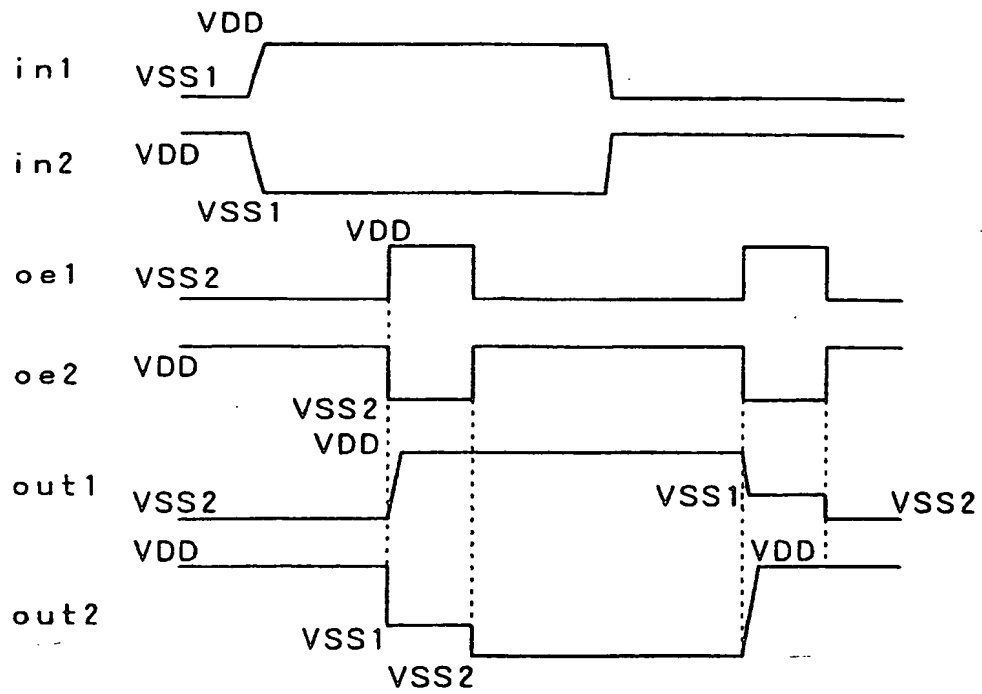 VDD
in1 VSS1
in2 VDD
VSS1
VDD
oe1 VSS2
oe2 VDD
VSS2
VDD
out1 VSS2 VSS1 VSS2
VDD VDD
out2
VSS1
VSS2